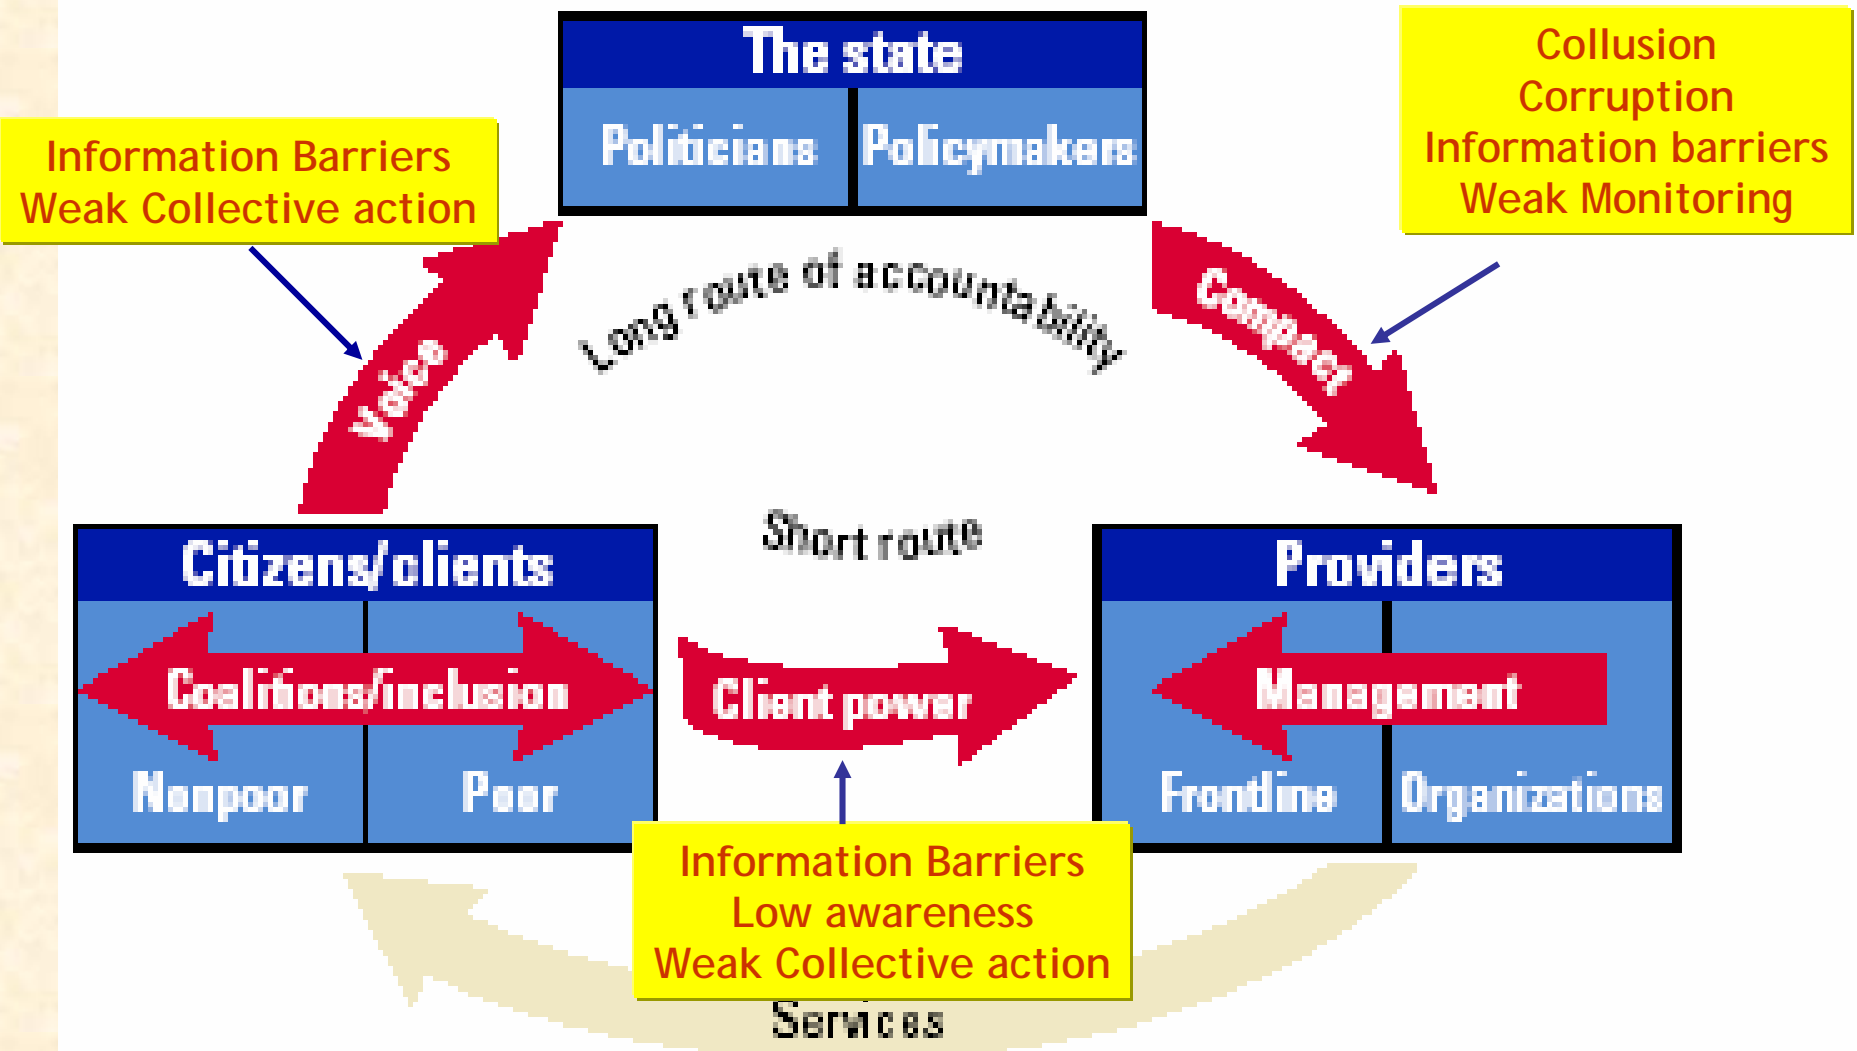 The state
Politicians
Policymakers
Collusion
Corruption
Information barriers
Weak Monitoring
Information Barriers
Weak Collective action
Long route of accountability
Voice
Compact
Short route
Citizens/clients
Coalitions/inclusion
Nonpoor
Poor
Client power
Providers
Management
Frontline
Organizations
Information Barriers
Low awareness
Weak Collective action
Services